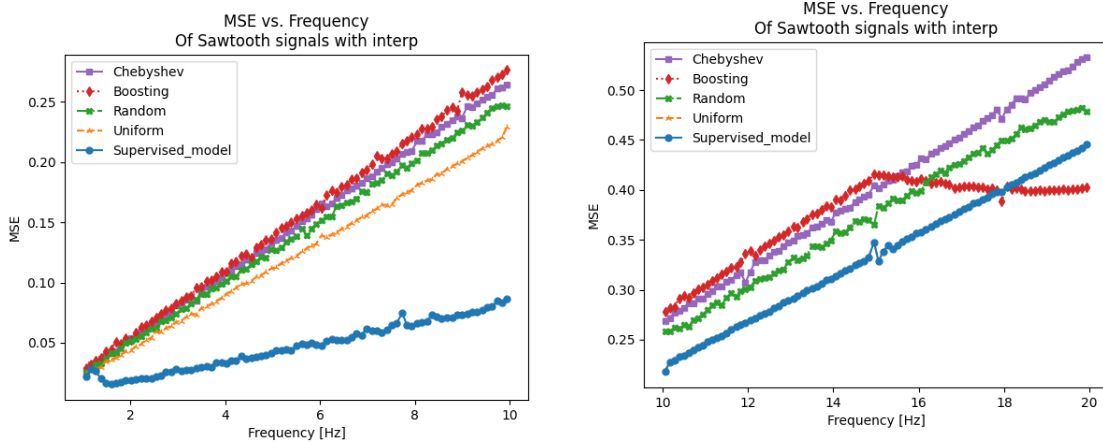 MSE vs. Frequency
Of Sawtooth signals with interp
Chebyshev
Boosting
Random
Uniform
Supervised_model
0.25
0.20
0.15
0.10
0.05
MSE
2
4
6
8
10
Frequency [Hz]
MSE vs. Frequency
Of Sawtooth signals with interp
Chebyshev
Boosting
Random
Uniform
Supervised_model
0.50
0.45
0.40
0.35
0.30
0.25
MSE
10
12
14
16
18
20
Frequency [Hz]